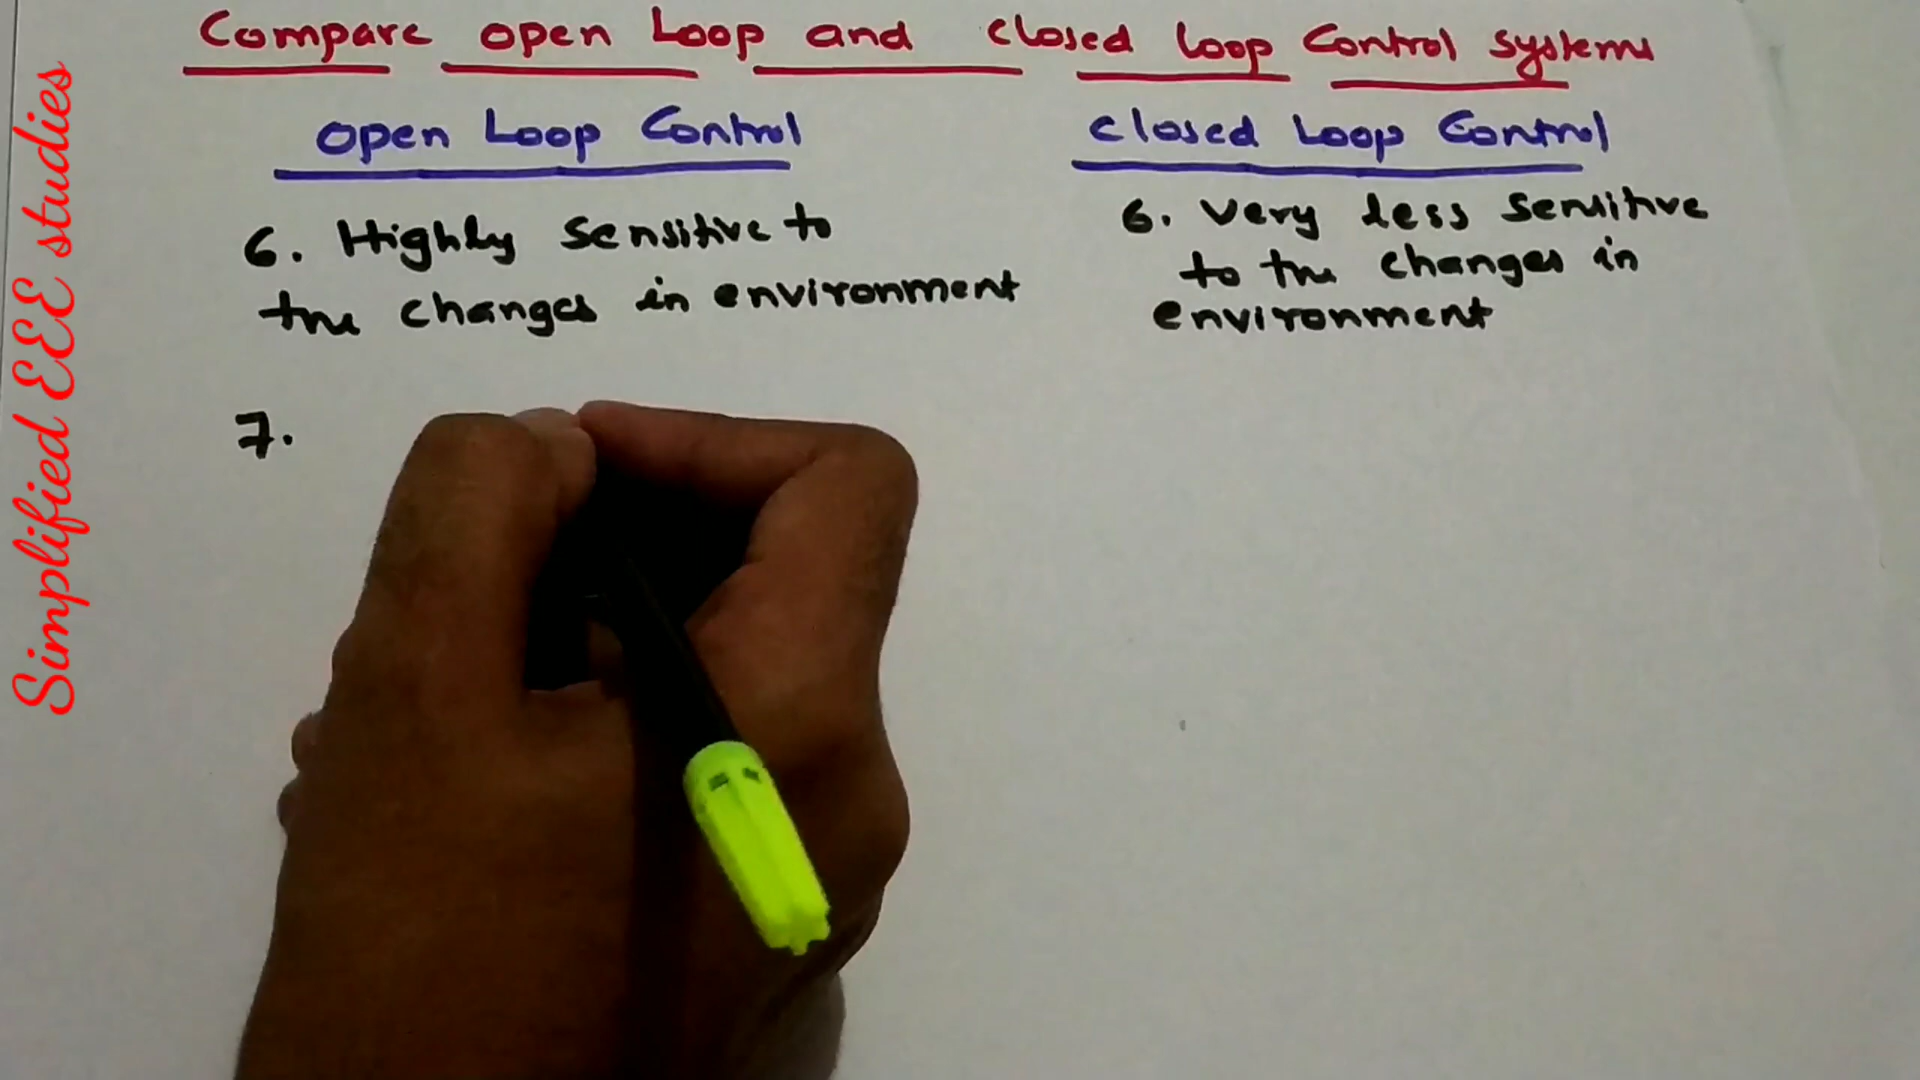 Compare open Loop and closed loop Control systems
open Loop Control
closed Loop Control
6. Highly sensitive to
the changes in environment
6. very less sensitive
to the changes in
environment
7.
Simplified EEE studies